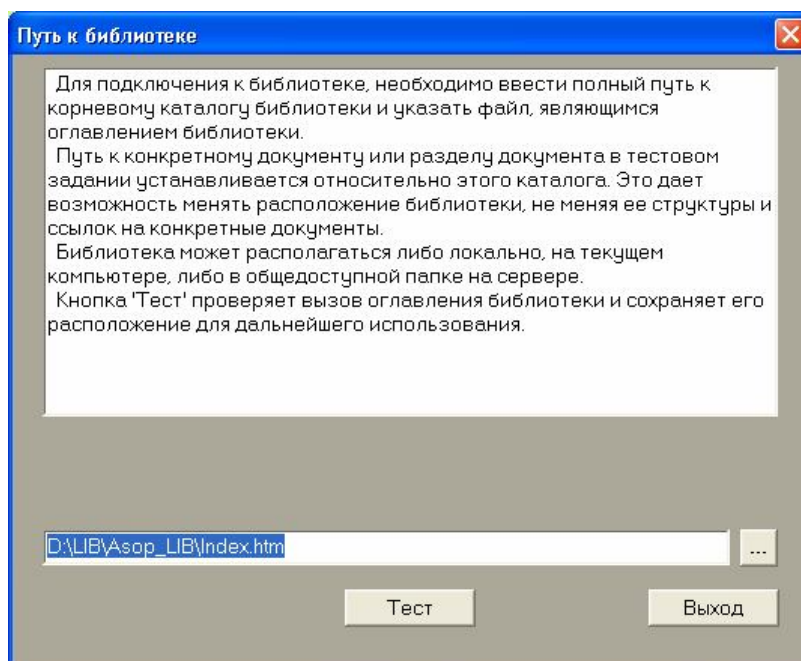 Путь к библиотеке
Для подключения к библиотеке, необходимо ввести полный путь к
корневому каталогу библиотеки и указать файл, являющимся
оглавлением библиотеки.
Путь к конкретному документу или разделу документа в тестовом
задании устанавливается относительно этого каталога. Это дает
возможность менять расположение библиотеки, не меняя ее структуры и
ссылок на конкретные документы.
Библиотека может располагаться либо локально, на текущем
компьютере, либо в общедоступной папке на сервере.
Кнопка 'Тест' проверяет вызов оглавления библиотеки и сохраняет его
расположение для дальнейшего использования.
D:\LIB\Asop_LIB\Index.htm
...
Тест Выход